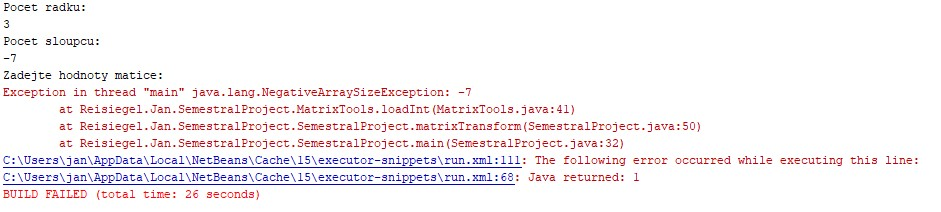 Pocet radku:
3
Pocet sloupcu:
-7
Zadejte hodnoty matice:
Exception in thread "main" java.lang.NegativeArraySizeException: -7
at Reisiegel.Jan.SemestralProject.MatrixTools.loadInt(MatrixTools.java:41)
at Reisiegel.Jan.SemestralProject.SemestralProject.matrixTransform(SemestralProject.java:50)
at Reisiegel.Jan.SemestralProject.SemestralProject.main(SemestralProject.java:32)
C:\Users\jan\AppData\Local\NetBeans\Cache\15\executor-snippets\run.xml:111: The following error occurred while executing this line:
C:\Users\jan\AppData\Local\NetBeans\Cache\15\executor-snippets\run.xml:68: Java returned: 1
BUILD FAILED (total time: 26 seconds)